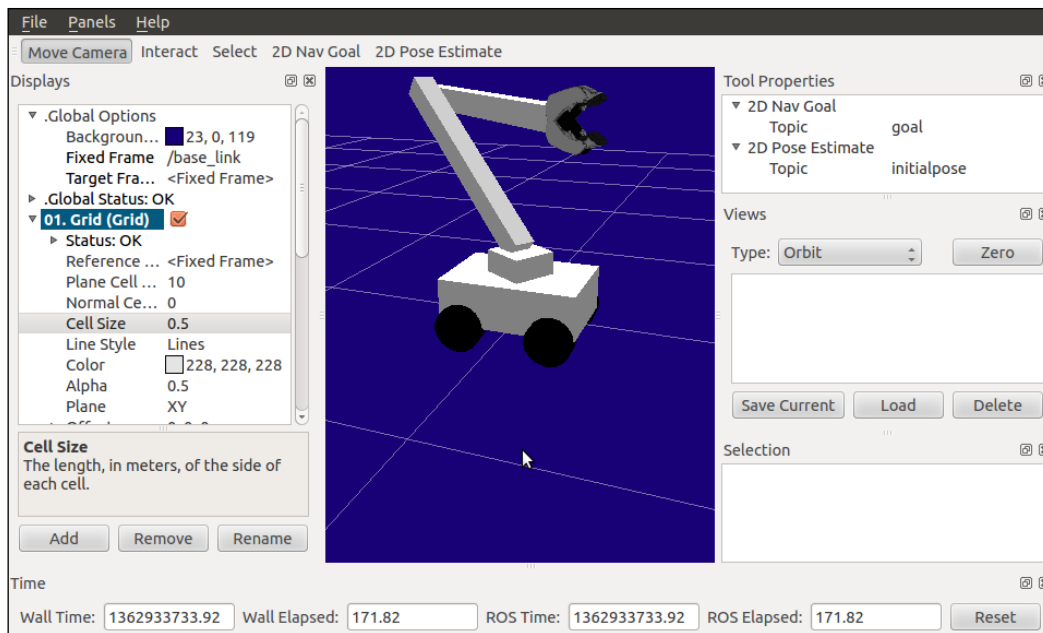 File Panels Help
Move Camera Interact Select 2D Nav Goal 2D Pose Estimate
Displays
.Global Options
Backgroun... 23, 0, 119
Fixed Frame /base_link
Target Fra... <Fixed Frame>
.Global Status: OK
01. Grid (Grid)
Status: OK
Reference ... <Fixed Frame>
Plane Cell ... 10
Normal Ce... 0
Cell Size 0.5
Line Style Lines
Color 228, 228, 228
Alpha 0.5
Plane XY
Cell Size
The length, in meters, of the side of
each cell.
Add Remove Rename
Tool Properties
2D Nav Goal
Topic goal
2D Pose Estimate
Topic initialpose
Views
Type: Orbit Zero
Save Current Load Delete
Selection
Time
Wall Time: 1362933733.92 Wall Elapsed: 171.82 ROS Time: 1362933733.92 ROS Elapsed: 171.82 Reset